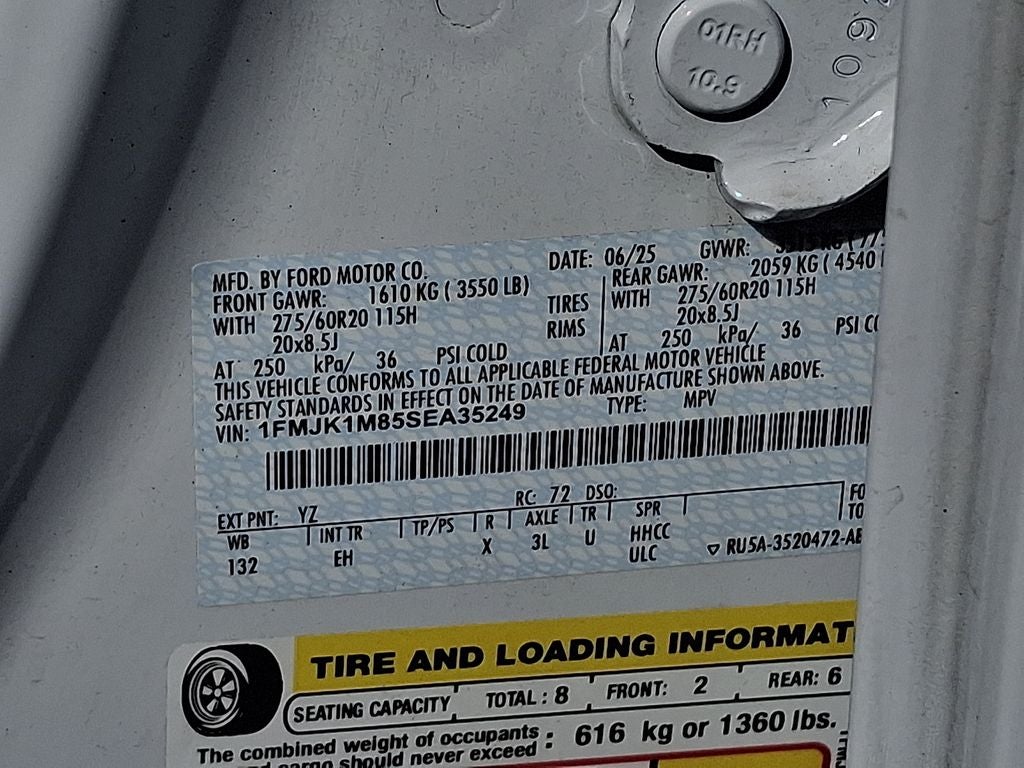 01RH
10.9
1092
MFD. BY FORD MOTOR CO. DATE: 06/25 GVWR:
FRONT GAWR: 1610 KG ( 3550 LB) REAR GAWR: 2059 KG ( 4540
WITH 275/60R20 115H TIRES WITH 275/60R20 115H
20x8.5J RIMS 20x8.5J
AT 250 kPa/ 36 PSI COLD AT 250 kPa/ 36 PSI
THIS VEHICLE CONFORMS TO ALL APPLICABLE FEDERAL MOTOR VEHICLE
SAFETY STANDARDS IN EFFECT ON THE DATE OF MANUFACTURE SHOWN ABOVE.
VIN: 1FMJK1M85SEA35249 TYPE: MPV
EXT PNT: YZ RC: 72 DSO:
WB INT TR TP/PS R AXLE TR SPR
132 EH X 3L U HHCC
ULC ▽ RU5A-3520472-AE
TIRE AND LOADING INFORMAT
SEATING CAPACITY TOTAL : 8 FRONT: 2 REAR: 6
The combined weight of occupants
and cargo should never exceed : 616 kg or 1360 lbs.